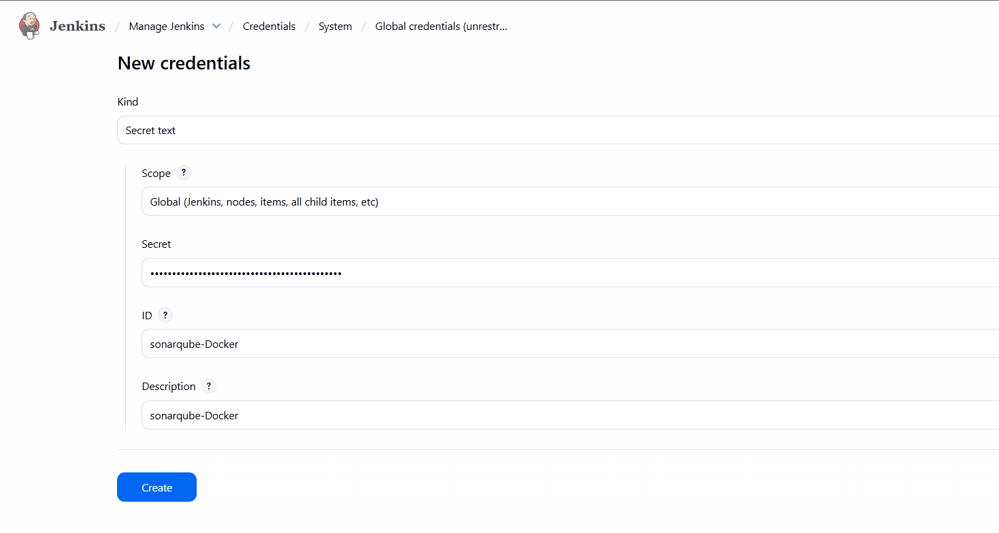 Jenkins / Manage Jenkins / Credentials / System / Global credentials (unrestr...
New credentials
Kind
Secret text
Scope ?
Global (Jenkins, nodes, items, all child items, etc)
Secret
••••••••••••••••••••••••••••••••••••••••••••
ID ?
sonarqube-Docker
Description ?
sonarqube-Docker
Create